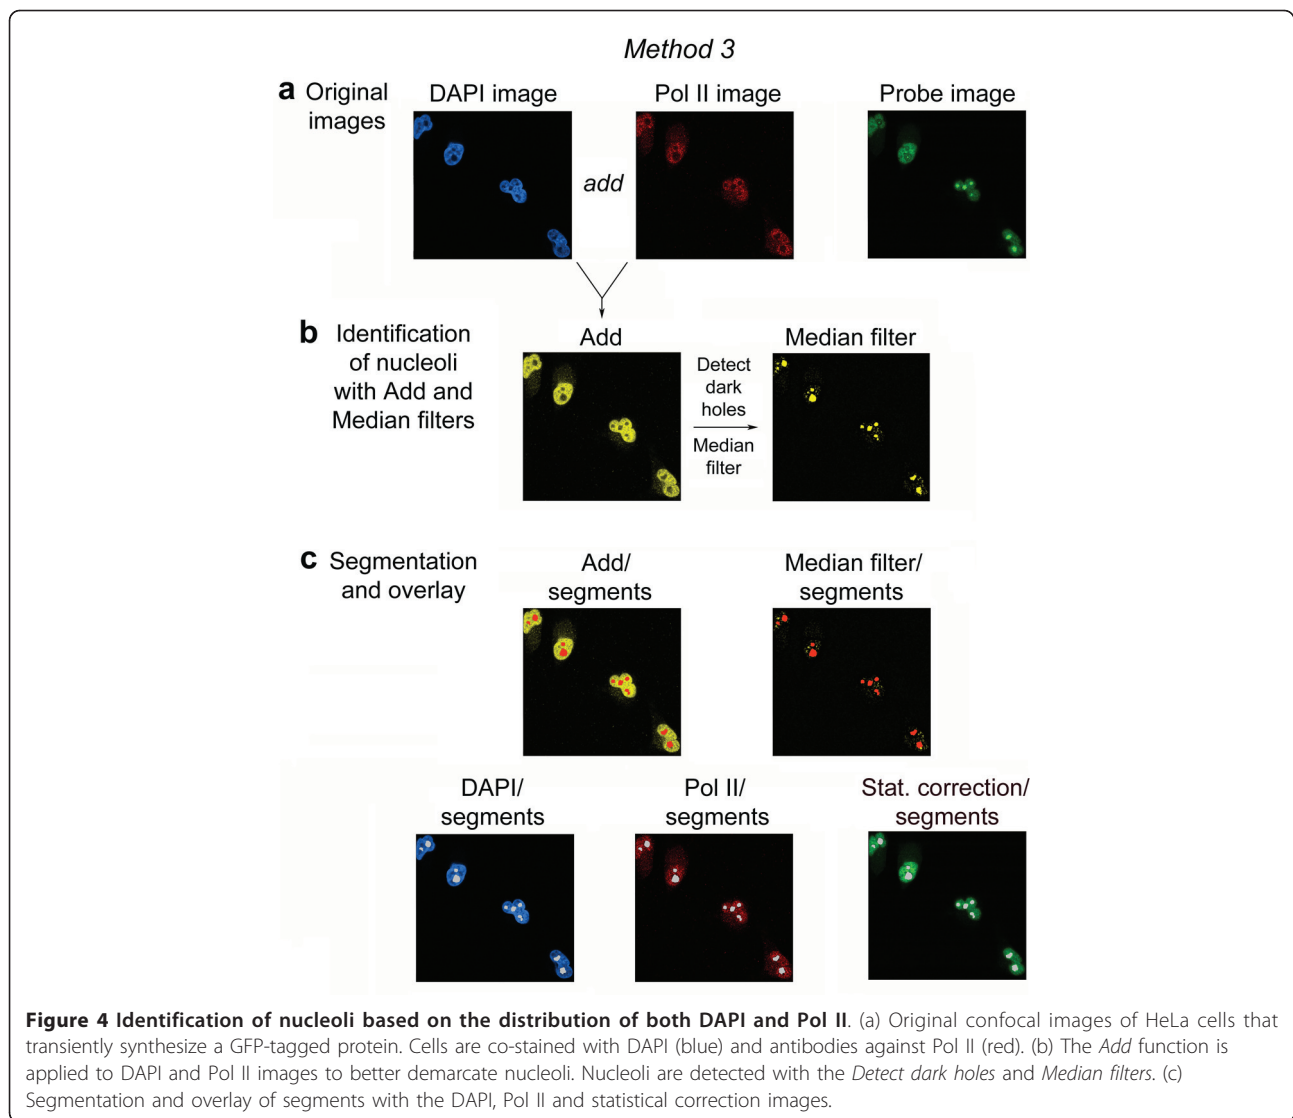 Method 3
a Original images
DAPI image
Pol II image
Probe image
add
b Identification of nucleoli with Add and Median filters
Add
Detect dark holes
Median filter
Median filter
c Segmentation and overlay
Add/ segments
Median filter/ segments
DAPI/ segments
Pol II/ segments
Stat. correction/ segments
Figure 4 Identification of nucleoli based on the distribution of both DAPI and Pol II. (a) Original confocal images of HeLa cells that
transiently synthesize a GFP-tagged protein. Cells are co-stained with DAPI (blue) and antibodies against Pol II (red). (b) The Add function is
applied to DAPI and Pol II images to better demarcate nucleoli. Nucleoli are detected with the Detect dark holes and Median filters. (c)
Segmentation and overlay of segments with the DAPI, Pol II and statistical correction images.